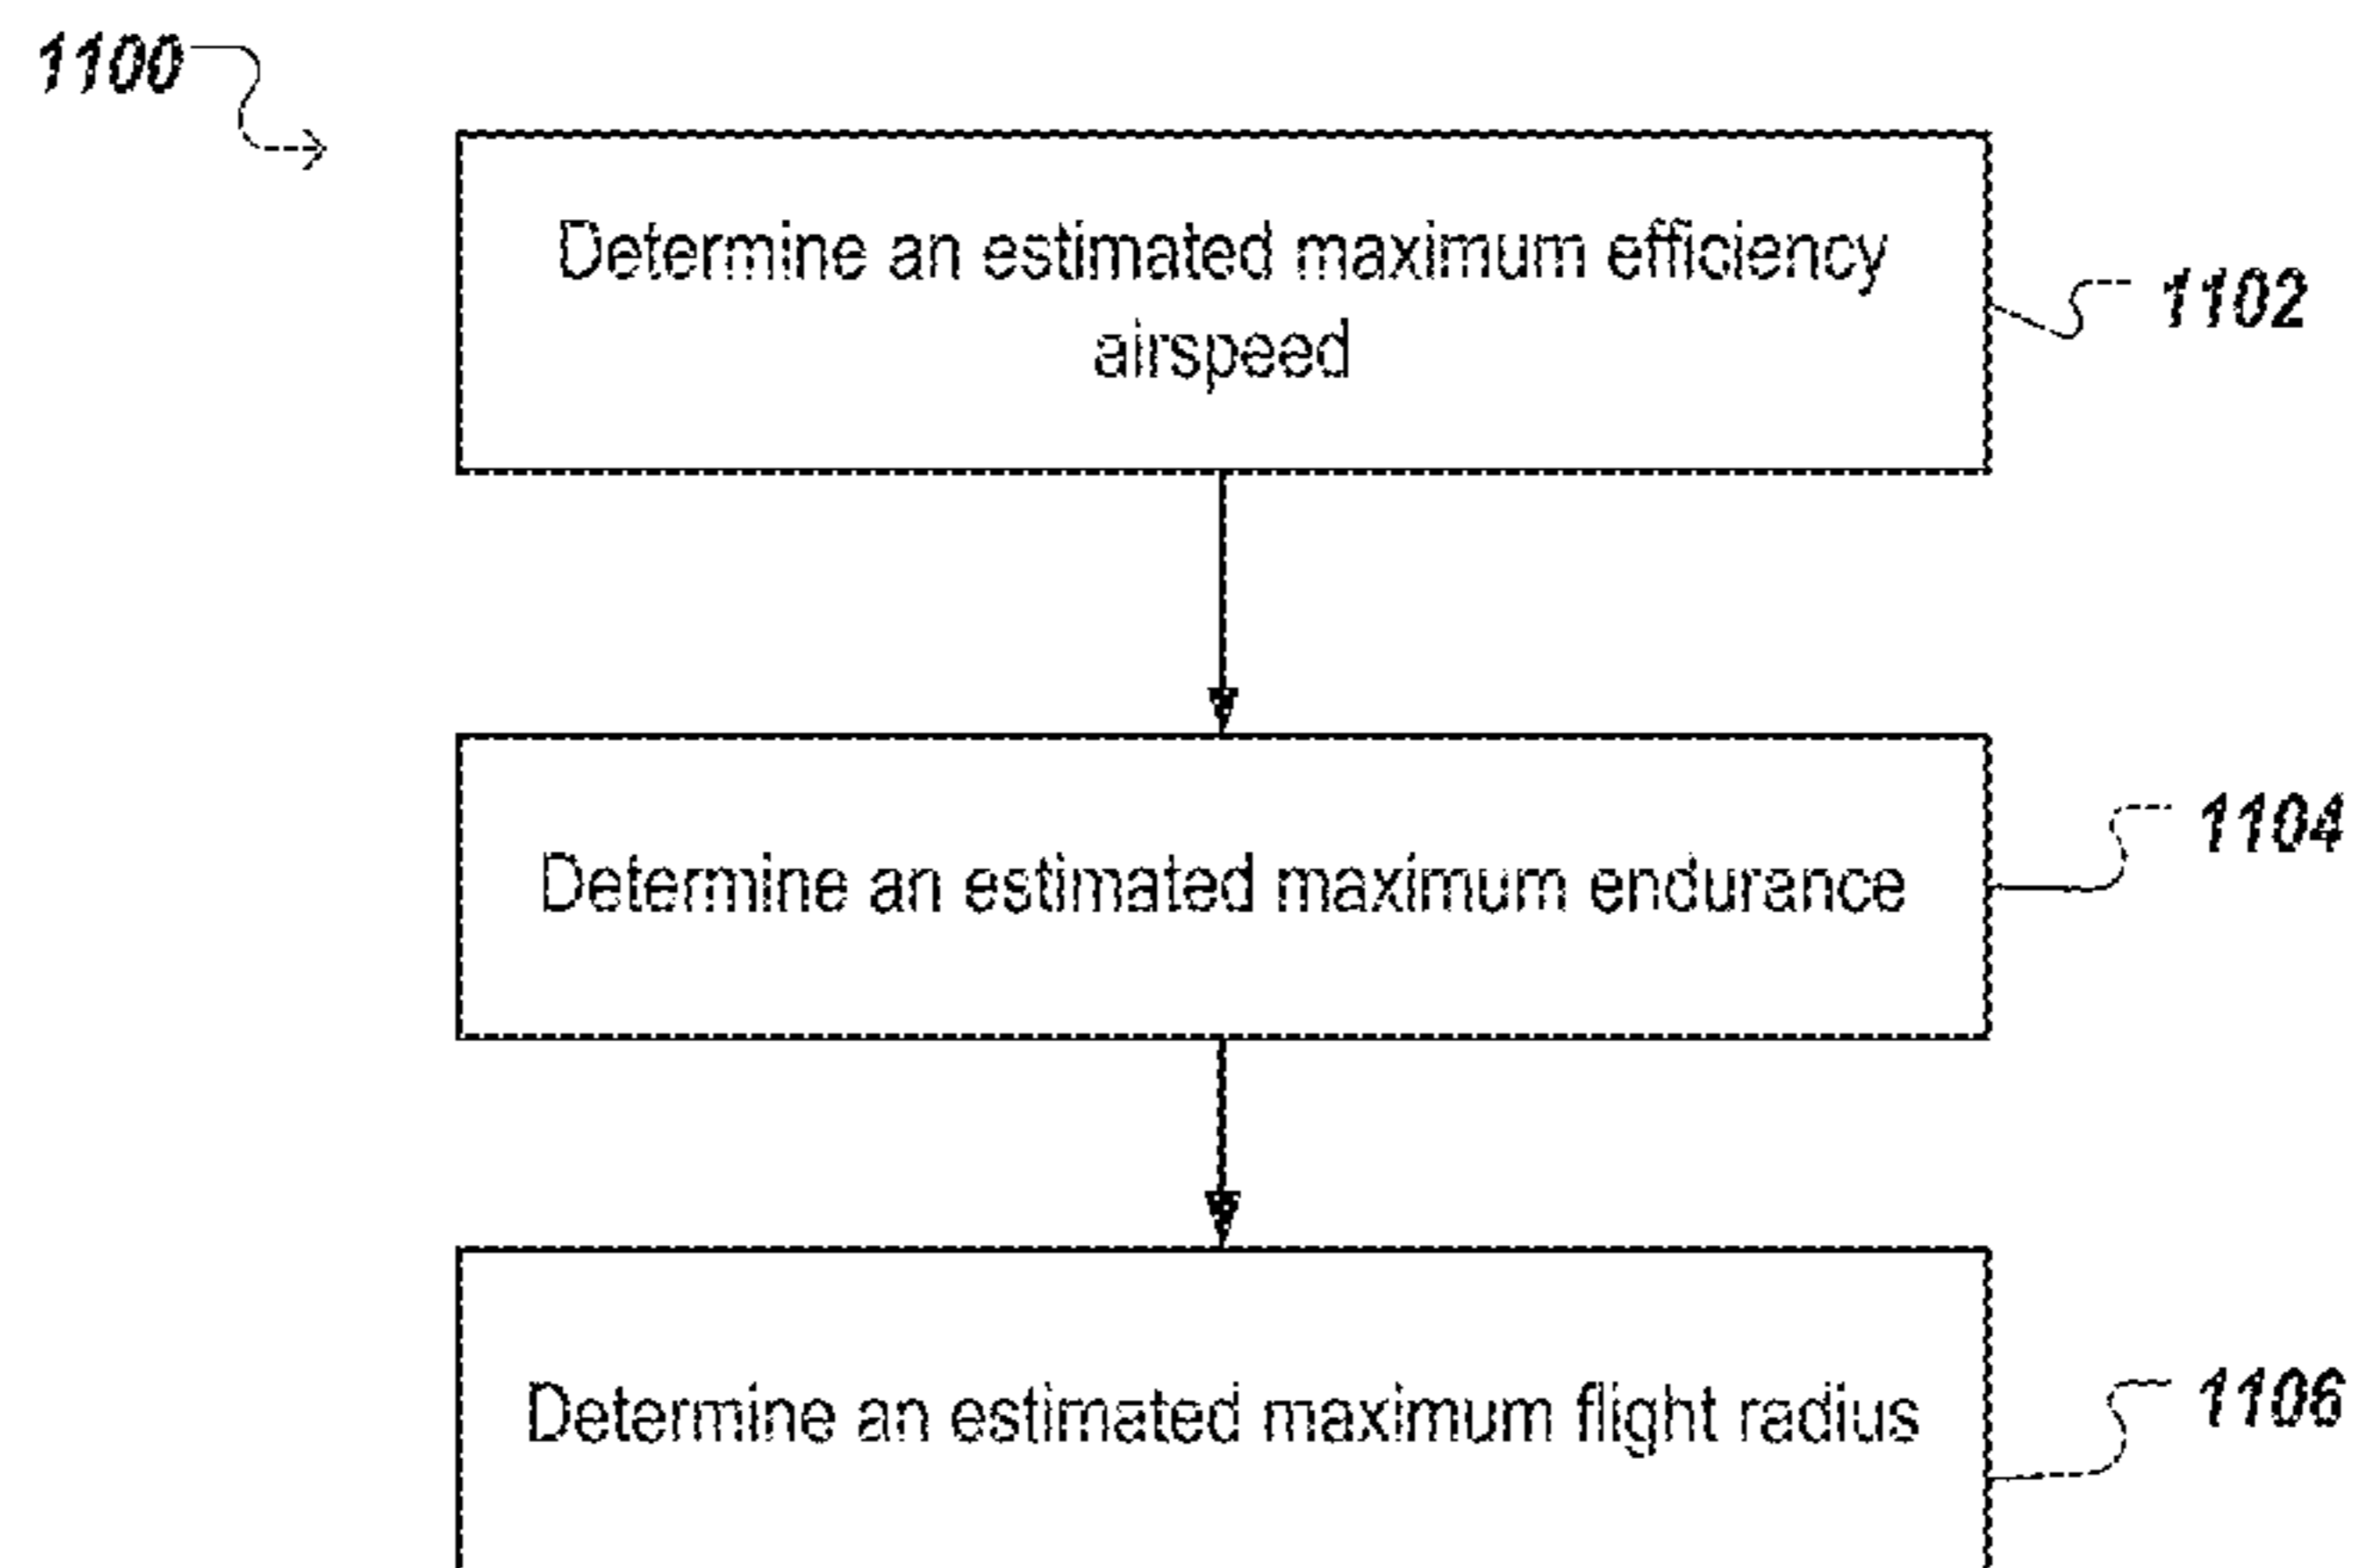 1100
Determine an estimated maximum efficiency
airspeed
1102
Determine an estimated maximum endurance
1104
Determine an estimated maximum flight radius
1106